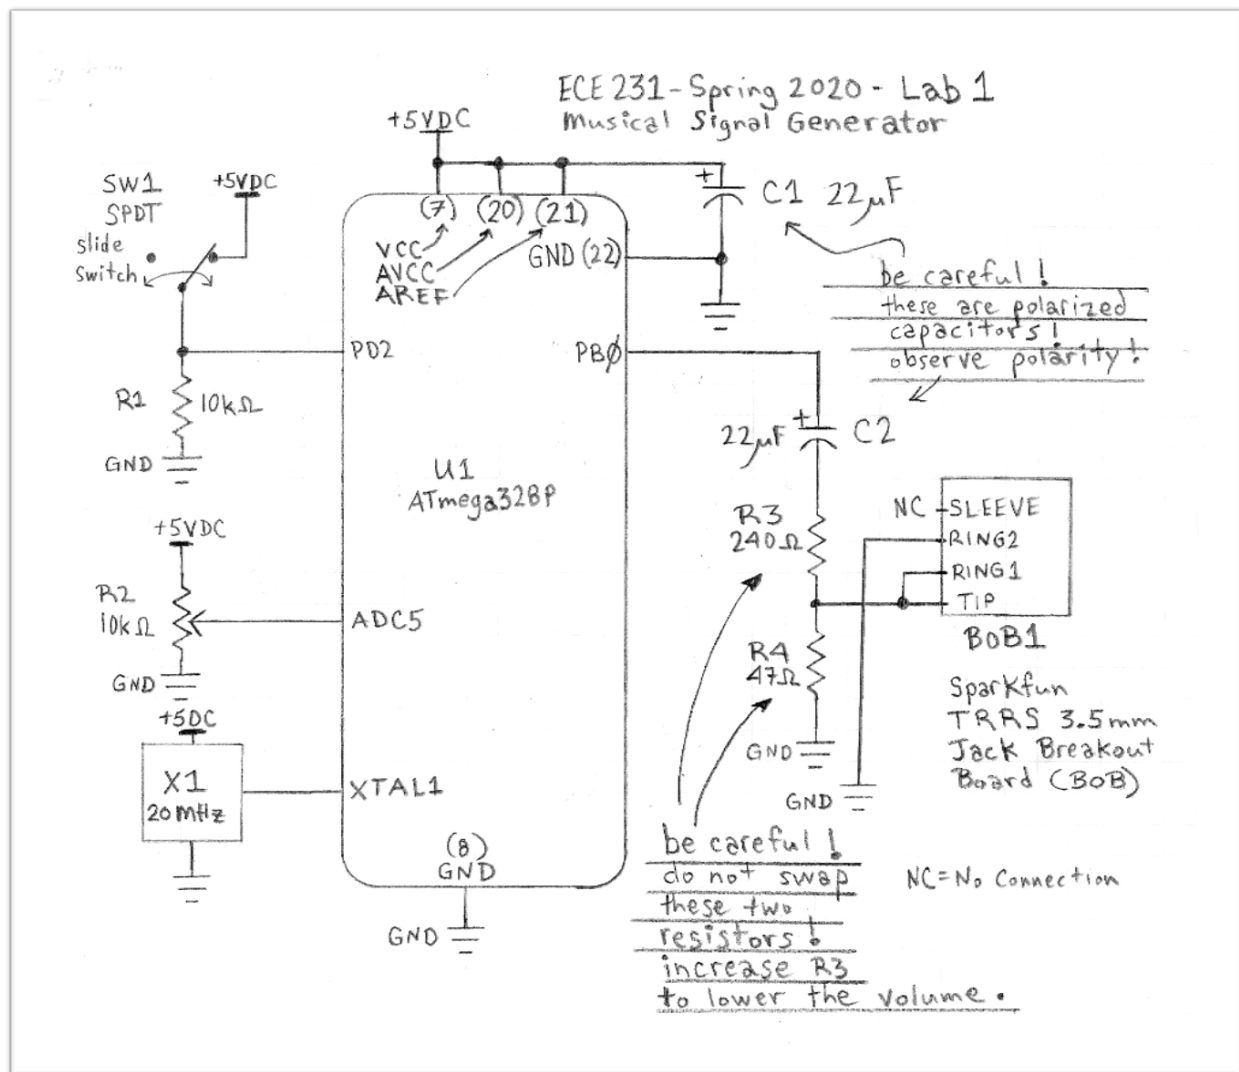 ECE 231 - Spring 2020 - Lab 1
Musical Signal Generator
+5VDC
SW1
SPDT
slide
switch
+5VDC
(7) (20) (21)
VCC
AVCC
AREF
GND (22)
+
C1 22μF
be careful!
these are polarized
capacitors!
observe polarity!
PD2
PBØ
R1 10kΩ
GND
+
22μF C2
U1
ATmega328P
+5VDC
R2
10kΩ
GND
ADC5
R3
240Ω
NC
SLEEVE
RING2
RING1
TIP
BOB1
R4
47Ω
GND
GND
Sparkfun
TRRS 3.5mm
Jack Breakout
Board (BOB)
+5DC
X1
20MHz
XTAL1
(8)
GND
GND
be careful!
do not swap
these two
resistors!
increase R3
to lower the volume.
NC=No Connection